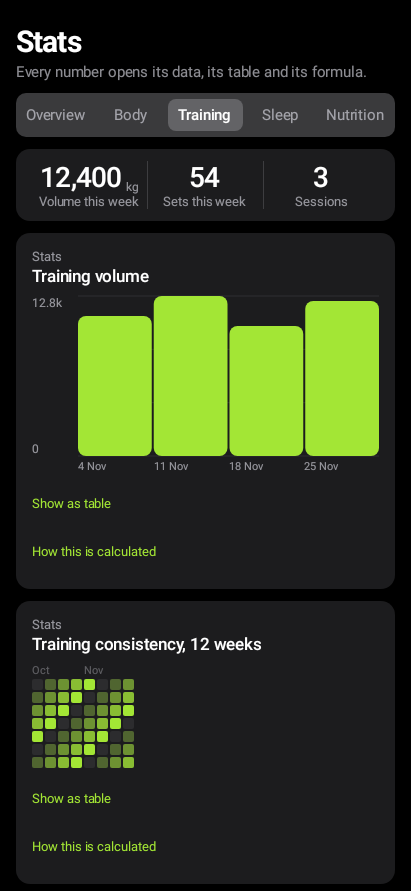 Stats
Every number opens its data, its table and its formula.
Overview Body Training Sleep Nutrition
12,400 kg 54 3
Volume this week Sets this week Sessions
Stats
Training volume
12.8k
0
4 Nov 11 Nov 18 Nov 25 Nov
Show as table
How this is calculated
Stats
Training consistency, 12 weeks
Oct Nov
Show as table
How this is calculated